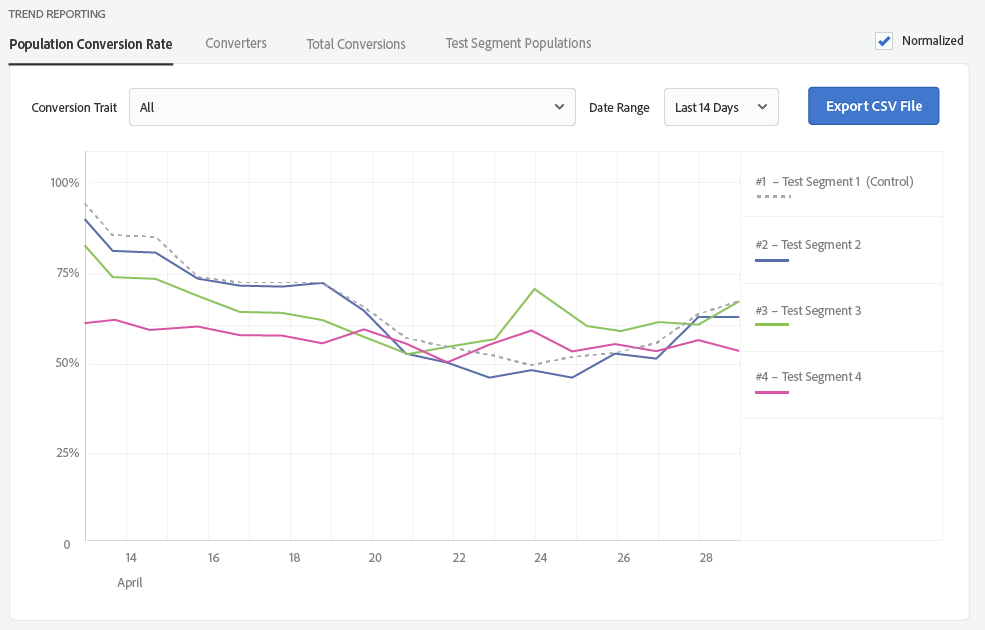 TREND REPORTING
Population Conversion Rate Converters Total Conversions Test Segment Populations Normalized
Conversion Trait All Date Range Last 14 Days Export CSV File
100%
75%
50%
25%
0
14 16 18 20 22 24 26 28
April
#1 – Test Segment 1 (Control)
#2 – Test Segment 2
#3 – Test Segment 3
#4 – Test Segment 4